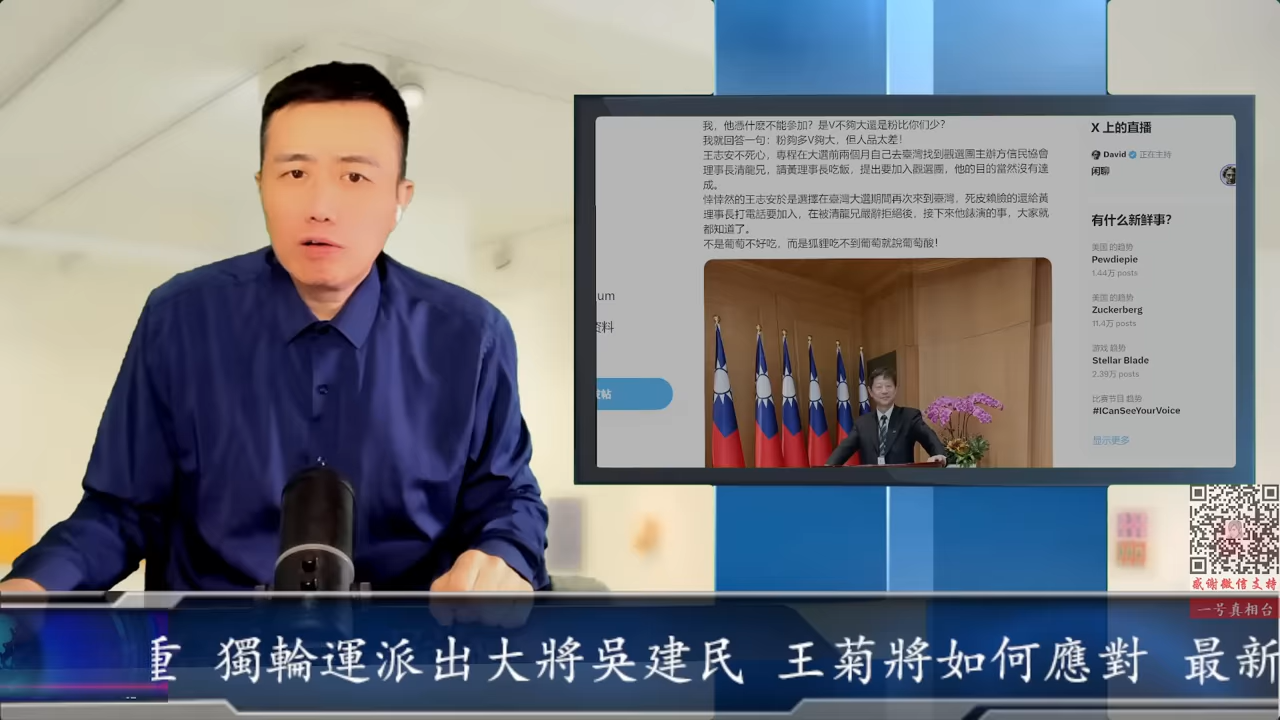 我，他憑什麽不能參加？是V不夠大還是粉比你们少？
我就回答一句：粉夠多V夠大，但人品太差！
王志安不死心，專程在大選前兩個月自己去臺灣找到觀選團主辦方信民協會
理事長清龍兄，請黃理事長吃飯，提出要加入觀選團，他的目的當然沒有達
成。
悻悻然的王志安於是選擇在臺灣大選期間再次來到臺灣，死皮賴臉的還給黃
理事長打電話要加入，在被清龍兄嚴辭拒絕後，接下來他錶演的事，大家就
都知道了。
不是葡萄不好吃，而是狐狸吃不到葡萄就說葡萄酸！
um
资料
帖
X 上的直播
David 正在主持
闲聊
有什么新鲜事？
美国 的趋势
Pewdiepie
1.44万 posts
美国 的趋势
Zuckerberg
11.4万 posts
游戏 趋势
Stellar Blade
2.39万 posts
比赛节目 趋势
#ICanSeeYourVoice
显示更多
感谢微信支持
一号真相台
重 獨輪運派出大將吳建民 王菊將如何應對 最新